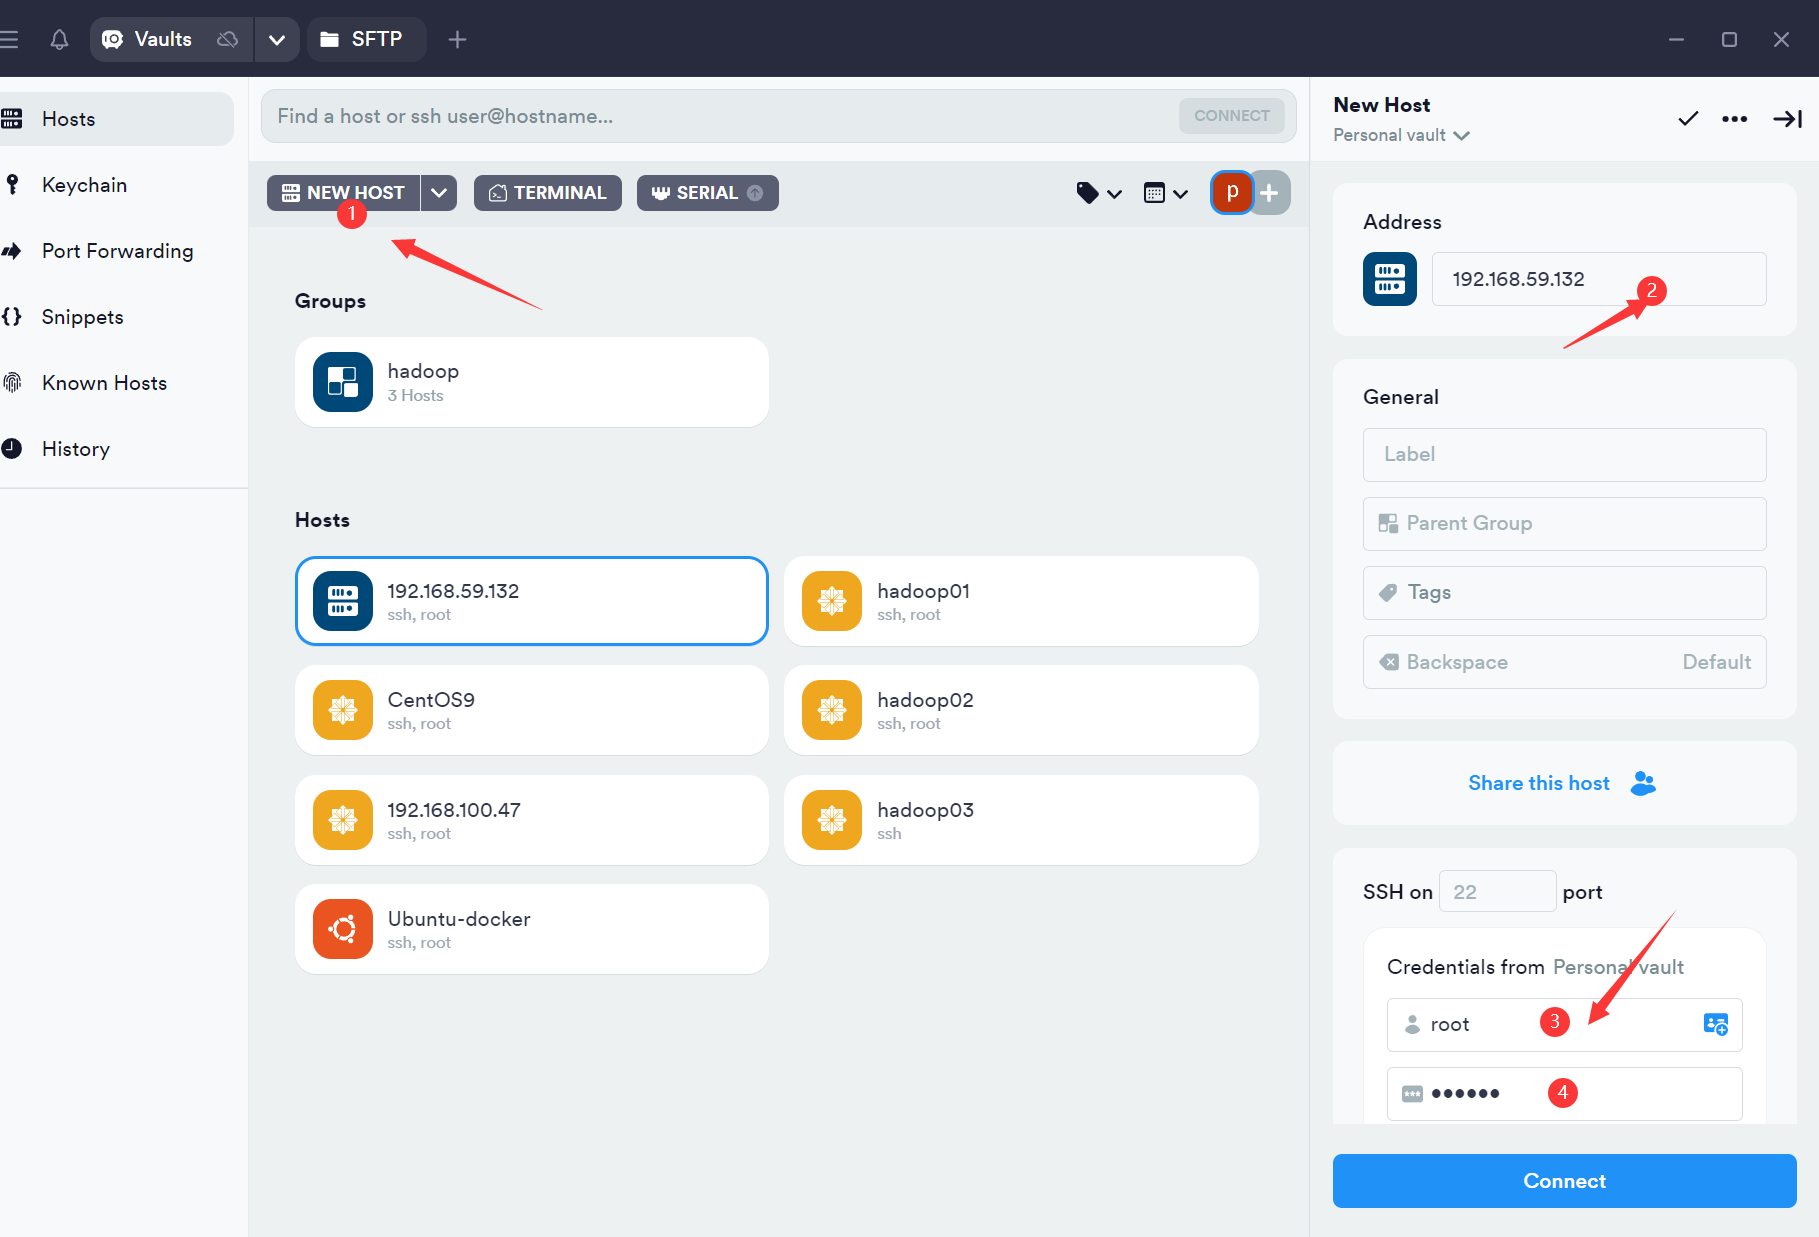 Vaults
SFTP
Hosts
Keychain
Port Forwarding
Snippets
Known Hosts
History
Find a host or ssh user@hostname...
CONNECT
NEW HOST
TERMINAL
SERIAL
p
1
Groups
hadoop
3 Hosts
Hosts
192.168.59.132
ssh, root
hadoop01
ssh, root
CentOS9
ssh, root
hadoop02
ssh, root
192.168.100.47
ssh, root
hadoop03
ssh
Ubuntu-docker
ssh, root
New Host
Personal vault
Address
192.168.59.132
2
General
Label
Parent Group
Tags
Backspace Default
Share this host
SSH on 22 port
Credentials from Personal vault
root
3
••••••
4
Connect